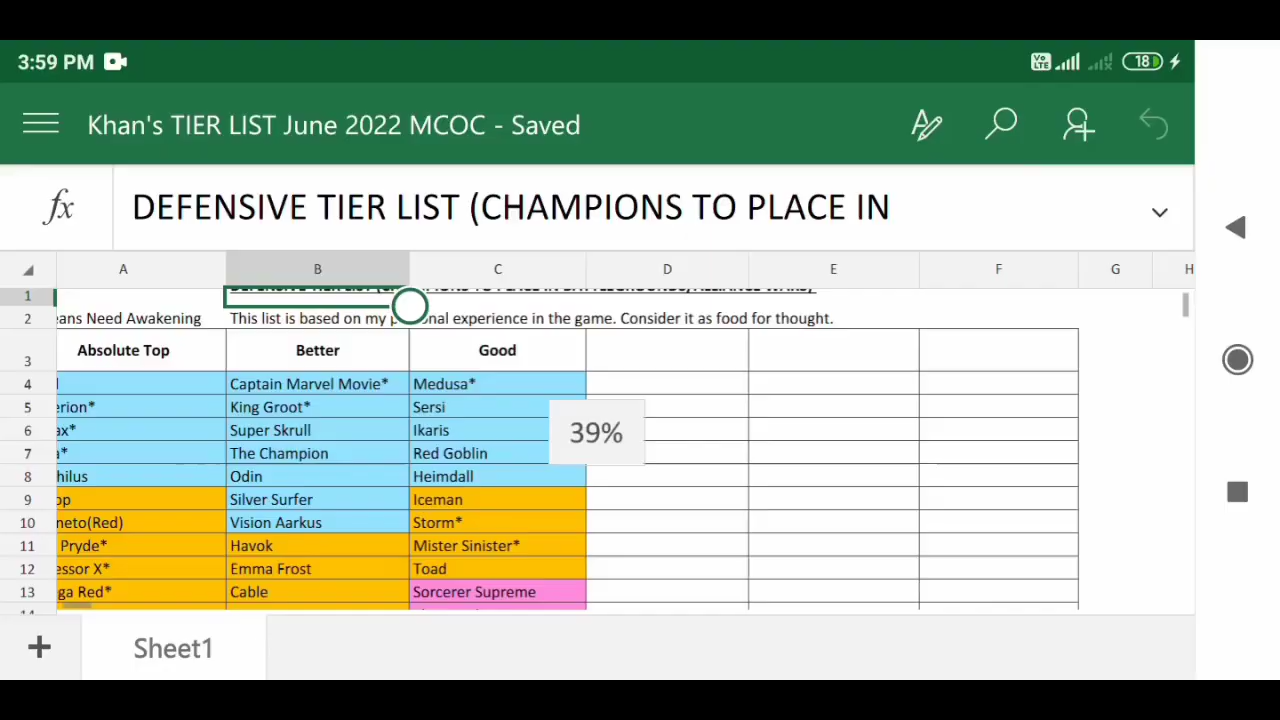 3:59 PM
Vo LTE
18
Khan's TIER LIST June 2022 MCOC - Saved
fx
DEFENSIVE TIER LIST (CHAMPIONS TO PLACE IN
A B C D E F G H
1
2 eans Need Awakening This list is based on my personal experience in the game. Consider it as food for thought.
3 Absolute Top Better Good
4 Captain Marvel Movie* Medusa*
5 erion* King Groot* Sersi
6 ax* Super Skrull Ikaris
7 a* The Champion Red Goblin
8 hilus Odin Heimdall
9 op Silver Surfer Iceman
10 neto(Red) Vision Aarkus Storm*
11 Pryde* Havok Mister Sinister*
12 essor X* Emma Frost Toad
13 ga Red* Cable Sorcerer Supreme
39%
+ Sheet1